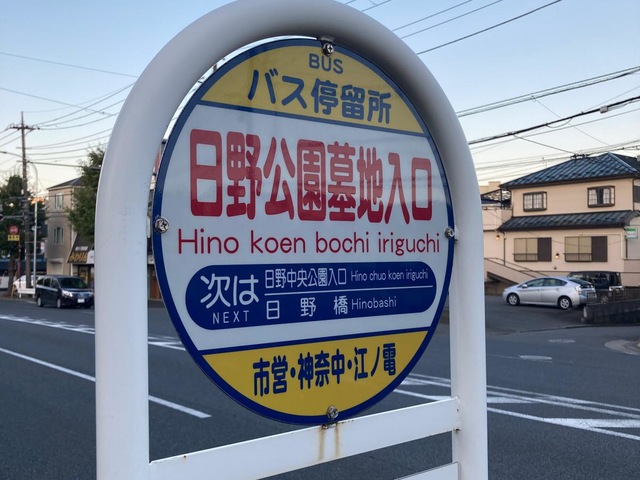 BUS
バス停留所
日野公園墓地入口
Hino koen bochi iriguchi
次は
NEXT
日野中央公園入口 Hino chuo koen iriguchi
日野橋 Hinobashi
市営・神奈中・江ノ電